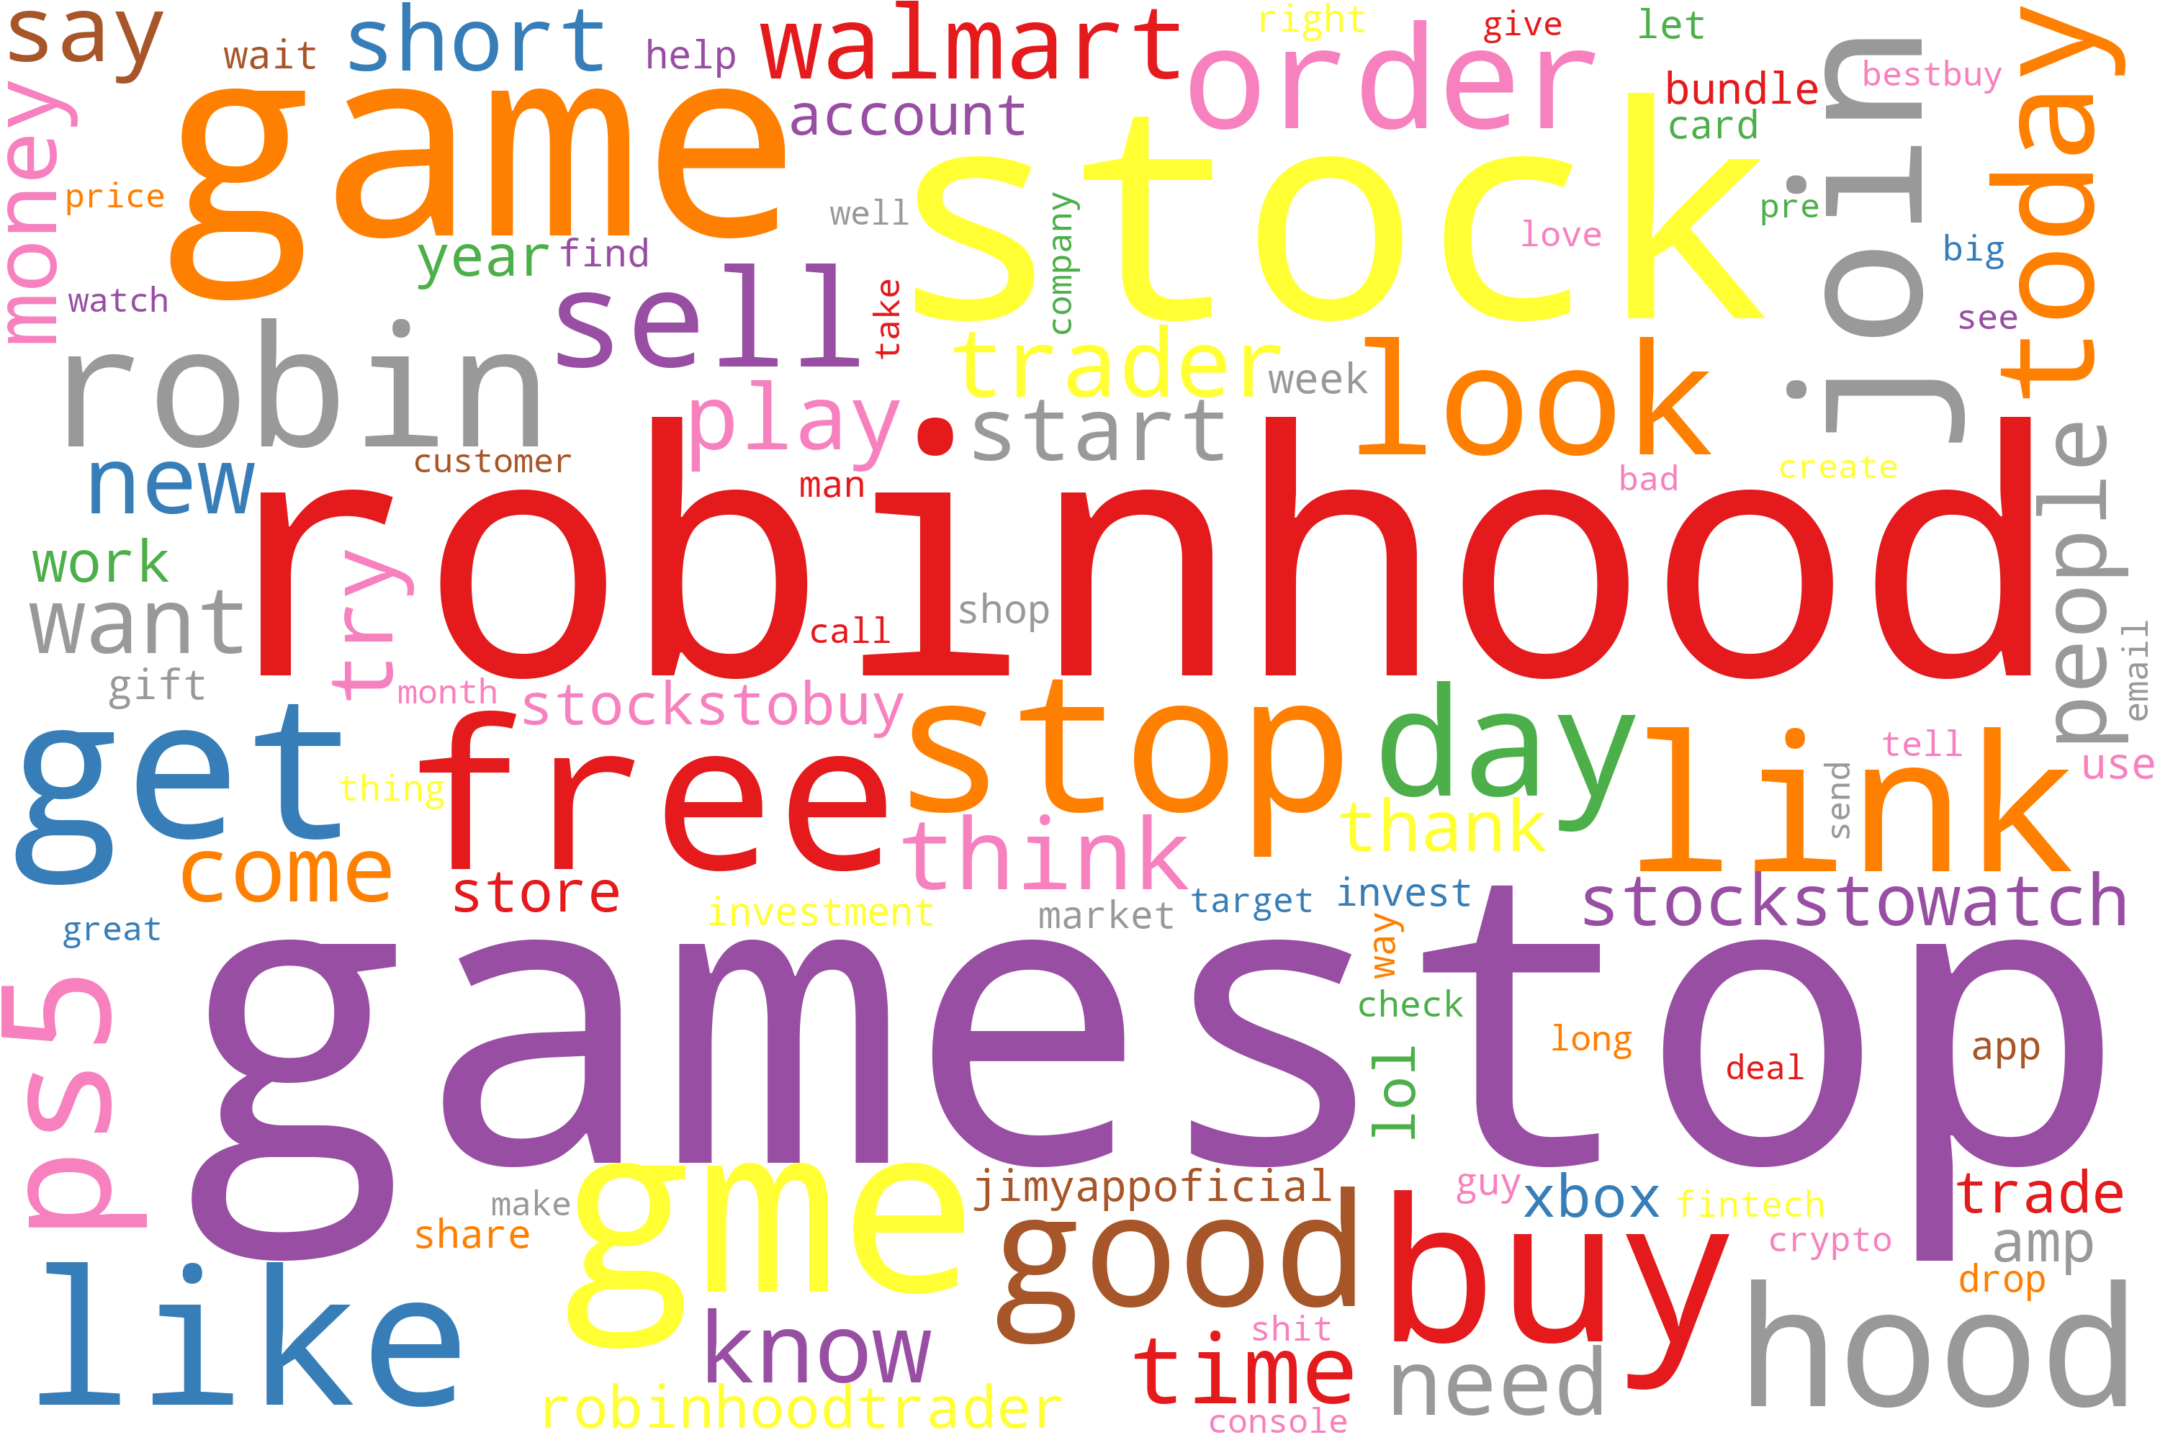 say
wait
short
help
walmart
right
give
let
order
bundle
bestbuy
card
join
today
money
game
account
stock
price
well
company
love
pre
big
year
find
watch
sell
take
see
robin
trader
week
look
play
start
people
new
customer
man
bad
create
robinhood
work
try
want
call
shop
email
gift
month
stockstobuy
get
free
stop
day
link
tell
use
thing
send
thank
come
think
store
stockstowatch
great
investment
market
target
invest
way
ps5
gamestop
check
lol
long
deal
app
make
gme
jimyappoficial
guy
xbox
fintech
trade
share
good
buy
crypto
amp
like
drop
hood
know
shit
time
need
robinhoodtrader
console